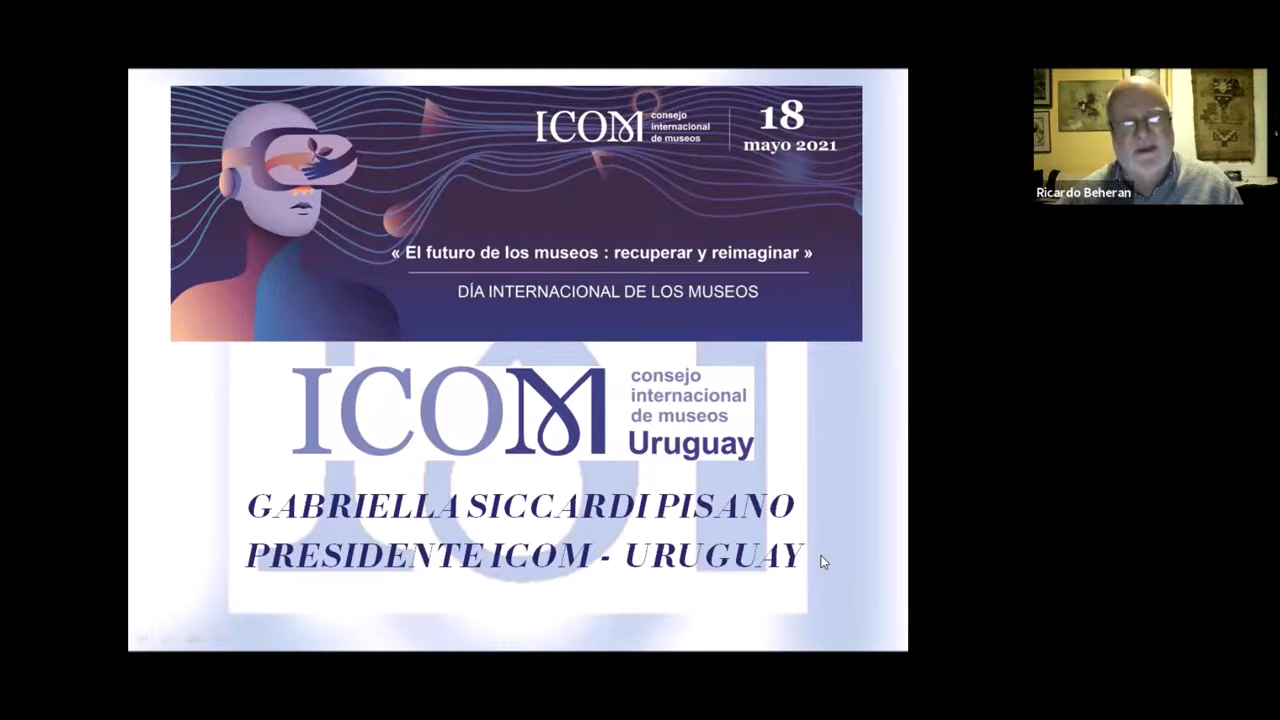 ICOM
consejo
internacional
de museos
18
mayo 2021
« El futuro de los museos : recuperar y reimaginar »
DÍA INTERNACIONAL DE LOS MUSEOS
ICOM
consejo
internacional
de museos
Uruguay
GABRIELLA SICCARDI PISANO
PRESIDENTE ICOM - URUGUAY
Ricardo Beheran